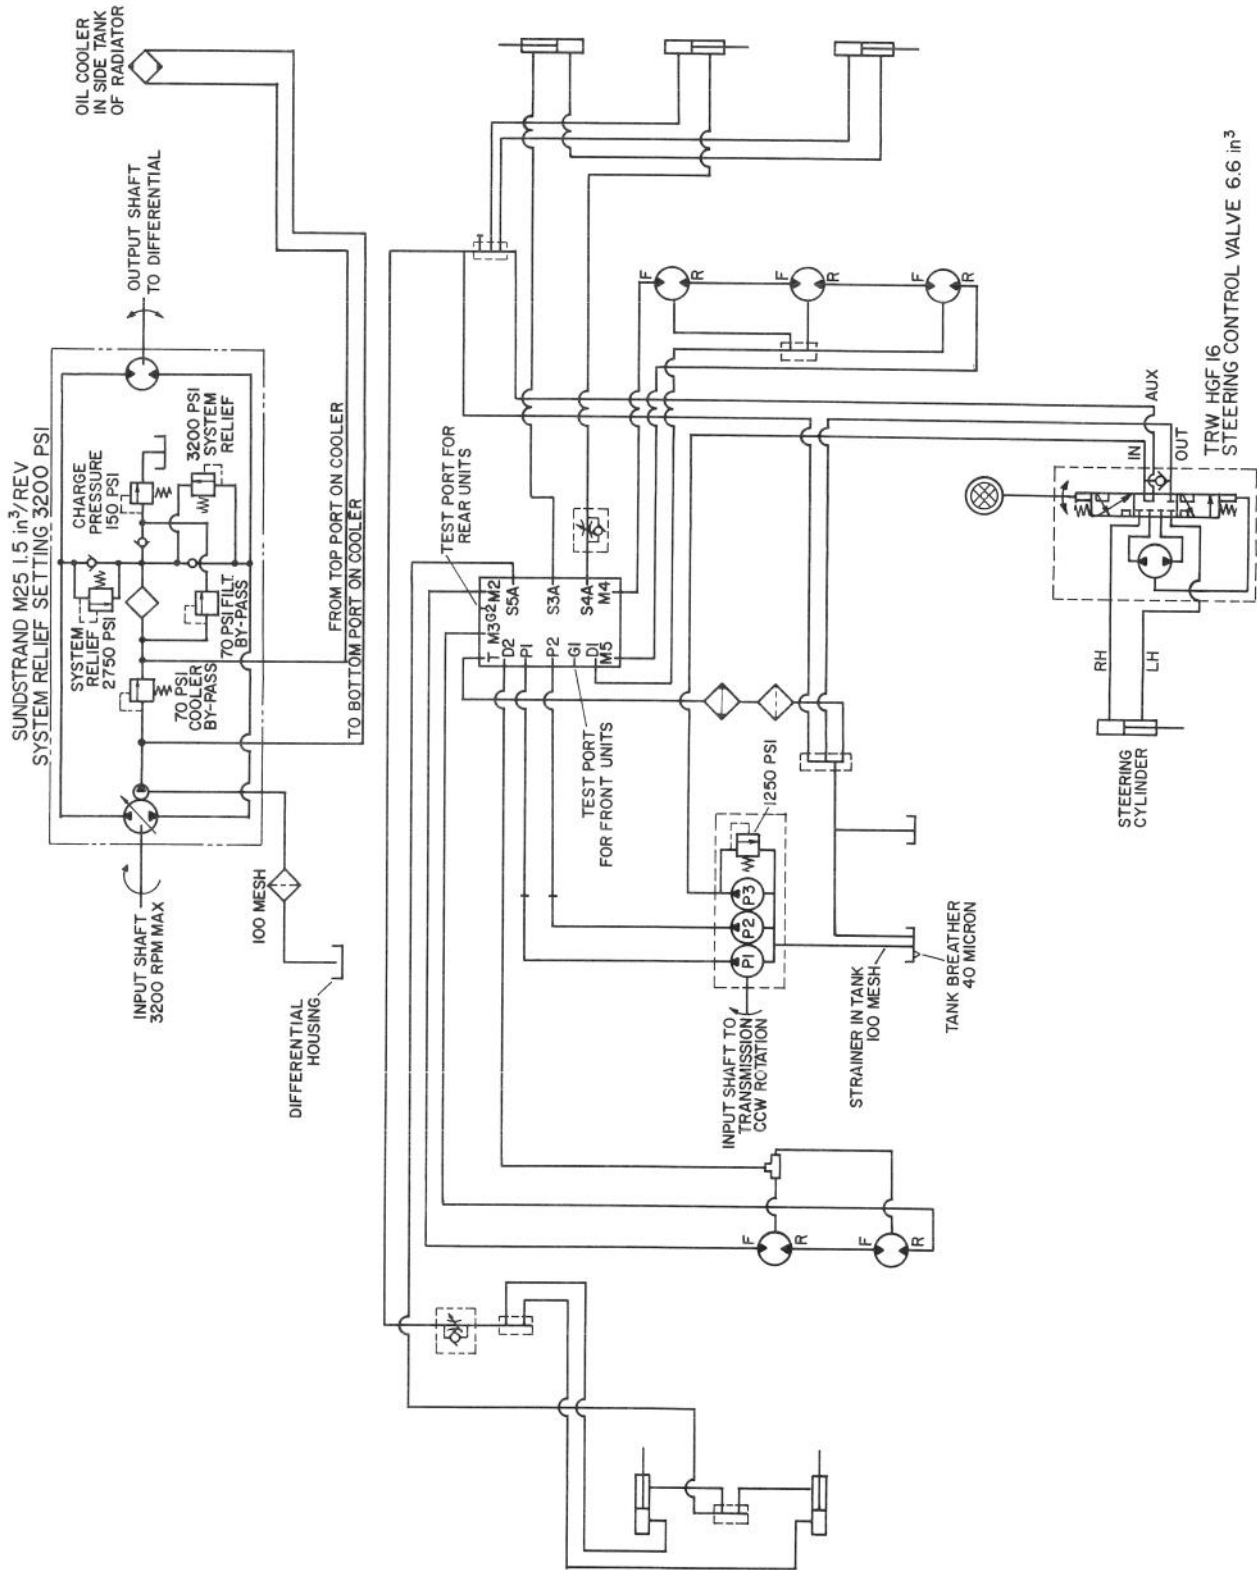 SUNDSTRAND M25 1.5 in³/REV
SYSTEM RELIEF SETTING 3200 PSI
OIL COOLER
IN SIDE TANK
OF RADIATOR
OUTPUT SHAFT
TO DIFFERENTIAL
CHARGE
PRESSURE
150 PSI
3200 PSI
SYSTEM
RELIEF
SYSTEM
RELIEF
2750 PSI
70 PSI
COOLER
BY-PASS
70 PSI FILT.
BY-PASS
INPUT SHAFT
3200 RPM MAX
100 MESH
DIFFERENTIAL
HOUSING
FROM TOP PORT ON COOLER
TO BOTTOM PORT ON COOLER
TEST PORT FOR
REAR UNITS
T
M3
G2
M2
D2
P1
P2
G1
D1
M5
S5A
S3A
S4A
M4
TEST PORT
FOR FRONT UNITS
F
R
F
R
F
R
1250 PSI
P1
P2
P3
INPUT SHAFT TO
TRANSMISSION
CCW ROTATION
STRAINER IN TANK
100 MESH
TANK BREATHER
40 MICRON
F
R
F
R
STEERING
CYLINDER
RH
LH
IN
AUX
OUT
TRW HGF 16
STEERING CONTROL VALVE 6.6 in³